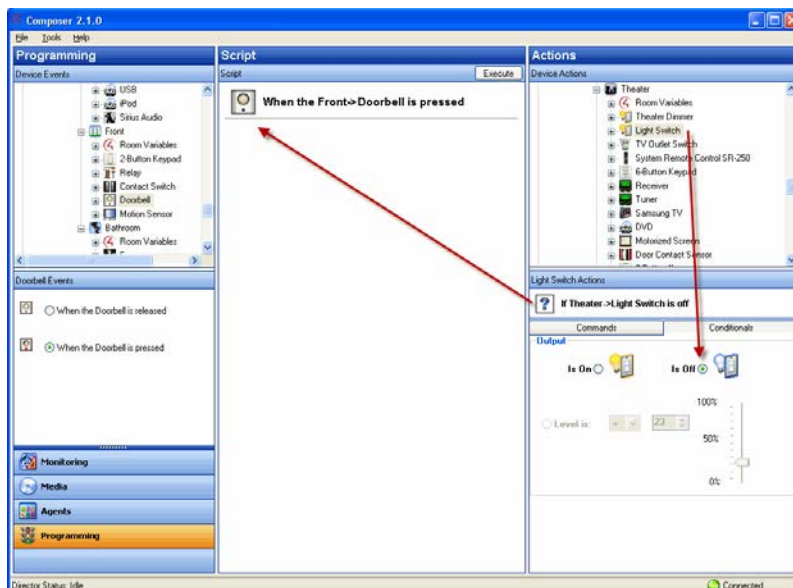 Composer 2.1.0
File Tools Help
Programming
Device Events
USB
iPod
Sirius Audio
Front
Room Variables
2-Button Keypad
Relay
Contact Switch
Doorbell
Motion Sensor
Bathroom
Room Variables
Doorbell Events
When the Doorbell is released
When the Doorbell is pressed
Monitoring
Media
Agents
Programming
Script
Script Execute
When the Front->Doorbell is pressed
Actions
Device Actions
Theater
Room Variables
Theater Dimmer
Light Switch
TV Outlet Switch
System Remote Control SR-250
6-Button Keypad
Receiver
Tuner
Samsung TV
DVD
Motorized Screen
Door Contact Sensor
Light Switch Actions
? If Theater->Light Switch is off
Commands Conditionals
Output
Is On Is Off
Level is: 23
100%
50%
0%
Director Status: Idle Connected